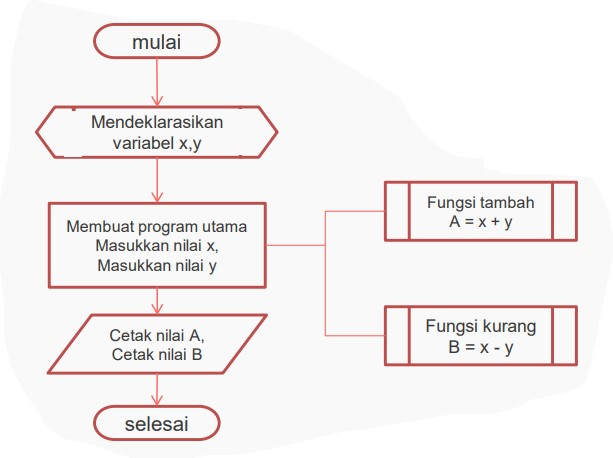 mulai
Mendeklarasikan
variabel x,y
Membuat program utama
Masukkan nilai x,
Masukkan nilai y
Fungsi tambah
A = x + y
Fungsi kurang
B = x - y
Cetak nilai A,
Cetak nilai B
selesai